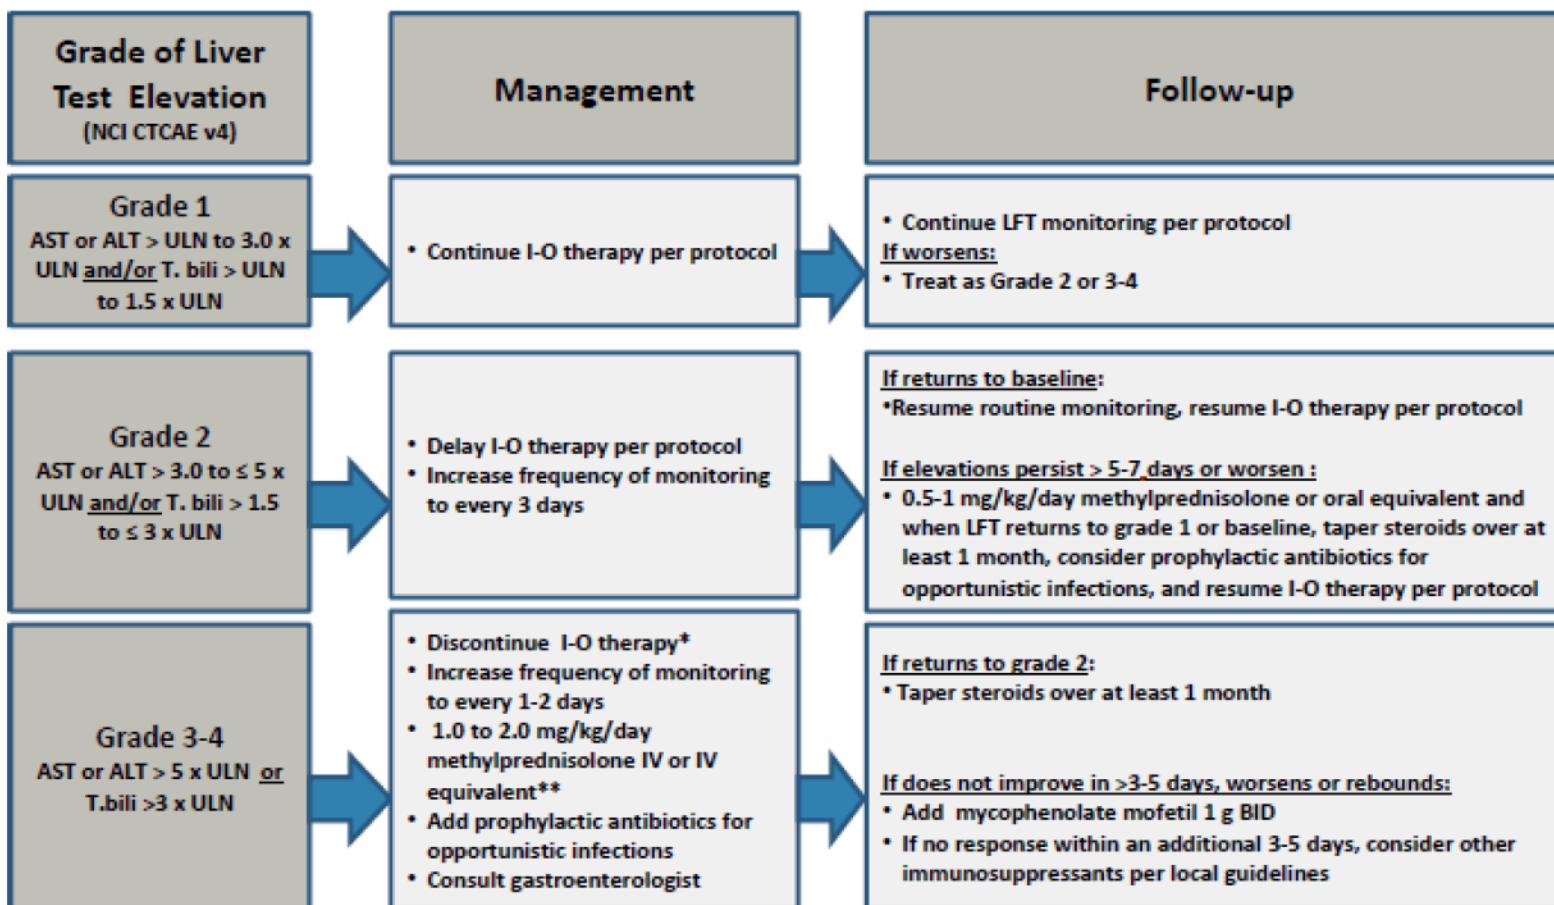 Grade of Liver
Test Elevation
(NCI CTCAE v4)
Management
Follow-up
Grade 1
AST or ALT > ULN to 3.0 x
ULN and/or T. bili > ULN
to 1.5 x ULN
• Continue I-O therapy per protocol
• Continue LFT monitoring per protocol
If worsens:
• Treat as Grade 2 or 3-4
Grade 2
AST or ALT > 3.0 to ≤ 5 x
ULN and/or T. bili > 1.5
to ≤ 3 x ULN
• Delay I-O therapy per protocol
• Increase frequency of monitoring
to every 3 days
If returns to baseline:
•Resume routine monitoring, resume I-O therapy per protocol
If elevations persist > 5-7 days or worsen :
• 0.5-1 mg/kg/day methylprednisolone or oral equivalent and
when LFT returns to grade 1 or baseline, taper steroids over at
least 1 month, consider prophylactic antibiotics for
opportunistic infections, and resume I-O therapy per protocol
Grade 3-4
AST or ALT > 5 x ULN or
T.bili >3 x ULN
• Discontinue I-O therapy*
• Increase frequency of monitoring
to every 1-2 days
• 1.0 to 2.0 mg/kg/day
methylprednisolone IV or IV
equivalent**
• Add prophylactic antibiotics for
opportunistic infections
• Consult gastroenterologist
If returns to grade 2:
• Taper steroids over at least 1 month
If does not improve in >3-5 days, worsens or rebounds:
• Add mycophenolate mofetil 1 g BID
• If no response within an additional 3-5 days, consider other
immunosuppressants per local guidelines